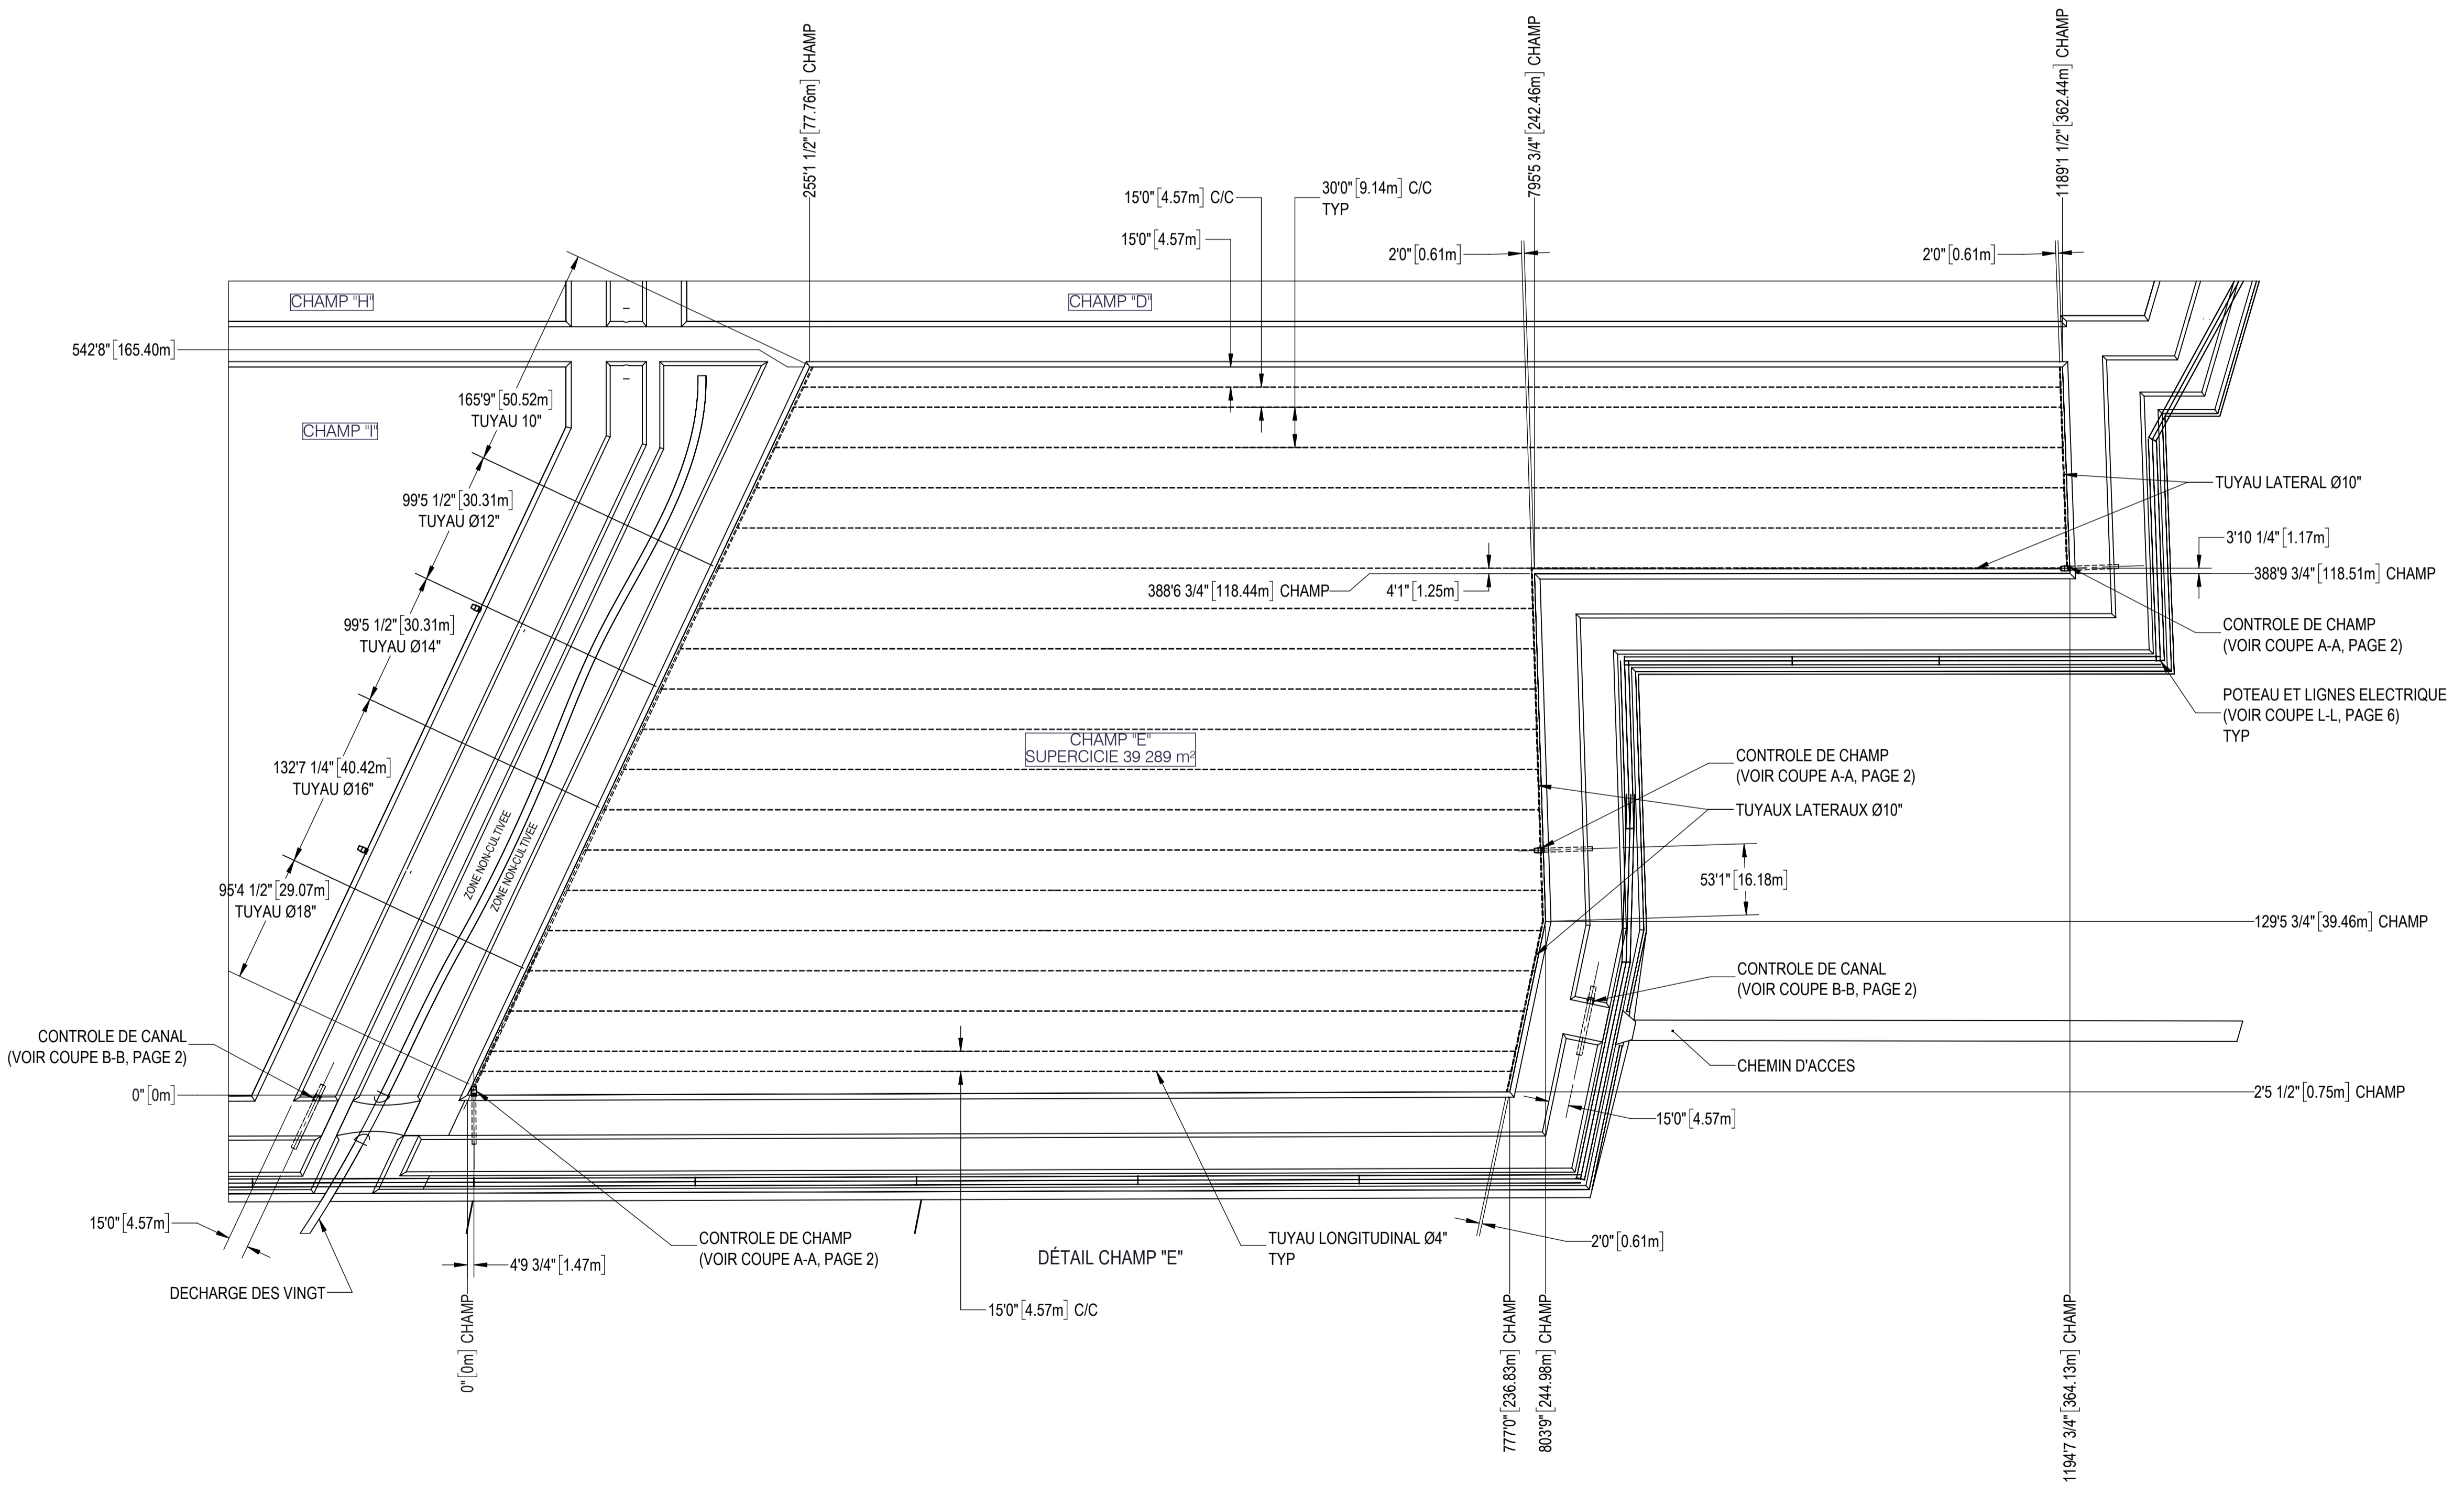 255'1 1/2" [77.76m] CHAMP
795'5 3/4" [242.46m] CHAMP
1189'1 1/2" [362.44m] CHAMP
15'0" [4.57m] C/C
30'0" [9.14m] C/C
TYP
15'0" [4.57m]
2'0" [0.61m]
2'0" [0.61m]
CHAMP "H"
CHAMP "D"
542'8" [165.40m]
165'9" [50.52m]
TUYAU 10"
CHAMP "I"
99'5 1/2" [30.31m]
TUYAU Ø12"
TUYAU LATERAL Ø10"
3'10 1/4" [1.17m]
388'9 3/4" [118.51m] CHAMP
388'6 3/4" [118.44m] CHAMP
4'1" [1.25m]
99'5 1/2" [30.31m]
TUYAU Ø14"
CONTROLE DE CHAMP
(VOIR COUPE A-A, PAGE 2)
POTEAU ET LIGNES ELECTRIQUE
(VOIR COUPE L-L, PAGE 6)
TYP
CHAMP "E"
SUPERCICIE 39 289 m²
CONTROLE DE CHAMP
(VOIR COUPE A-A, PAGE 2)
132'7 1/4" [40.42m]
TUYAU Ø16"
TUYAUX LATERAUX Ø10"
ZONE NON-CULTIVEE
ZONE NON-CULTIVEE
95'4 1/2" [29.07m]
TUYAU Ø18"
53'1" [16.18m]
129'5 3/4" [39.46m] CHAMP
CONTROLE DE CANAL
(VOIR COUPE B-B, PAGE 2)
CONTROLE DE CANAL
(VOIR COUPE B-B, PAGE 2)
CHEMIN D'ACCES
0" [0m]
2'5 1/2" [0.75m] CHAMP
15'0" [4.57m]
15'0" [4.57m]
CONTROLE DE CHAMP
(VOIR COUPE A-A, PAGE 2)
TUYAU LONGITUDINAL Ø4"
TYP
2'0" [0.61m]
DÉTAIL CHAMP "E"
4'9 3/4" [1.47m]
DECHARGE DES VINGT
15'0" [4.57m] C/C
0" [0m] CHAMP
777'0" [236.83m] CHAMP
803'9" [244.98m] CHAMP
1194'7 3/4" [364.13m] CHAMP